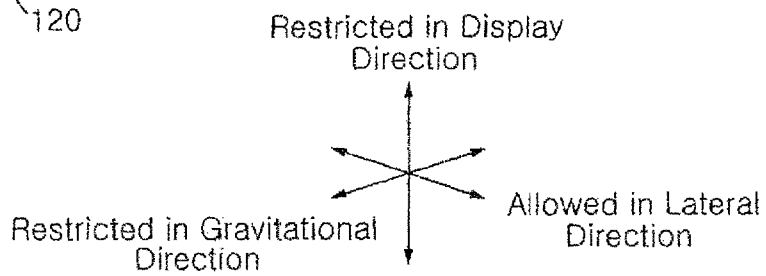 120
Restricted in Display
Direction
Allowed in Lateral
Direction
Restricted in Gravitational
Direction